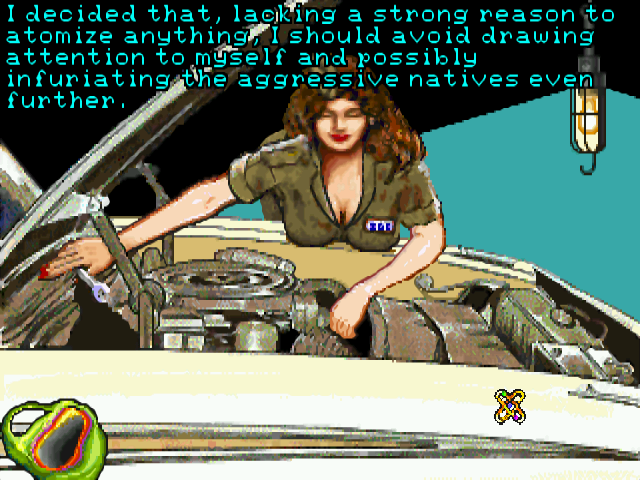 I decided that, lacking a strong reason to
atomize anything, I should avoid drawing
attention to myself and possibly
infuriating the aggressive natives even
further.